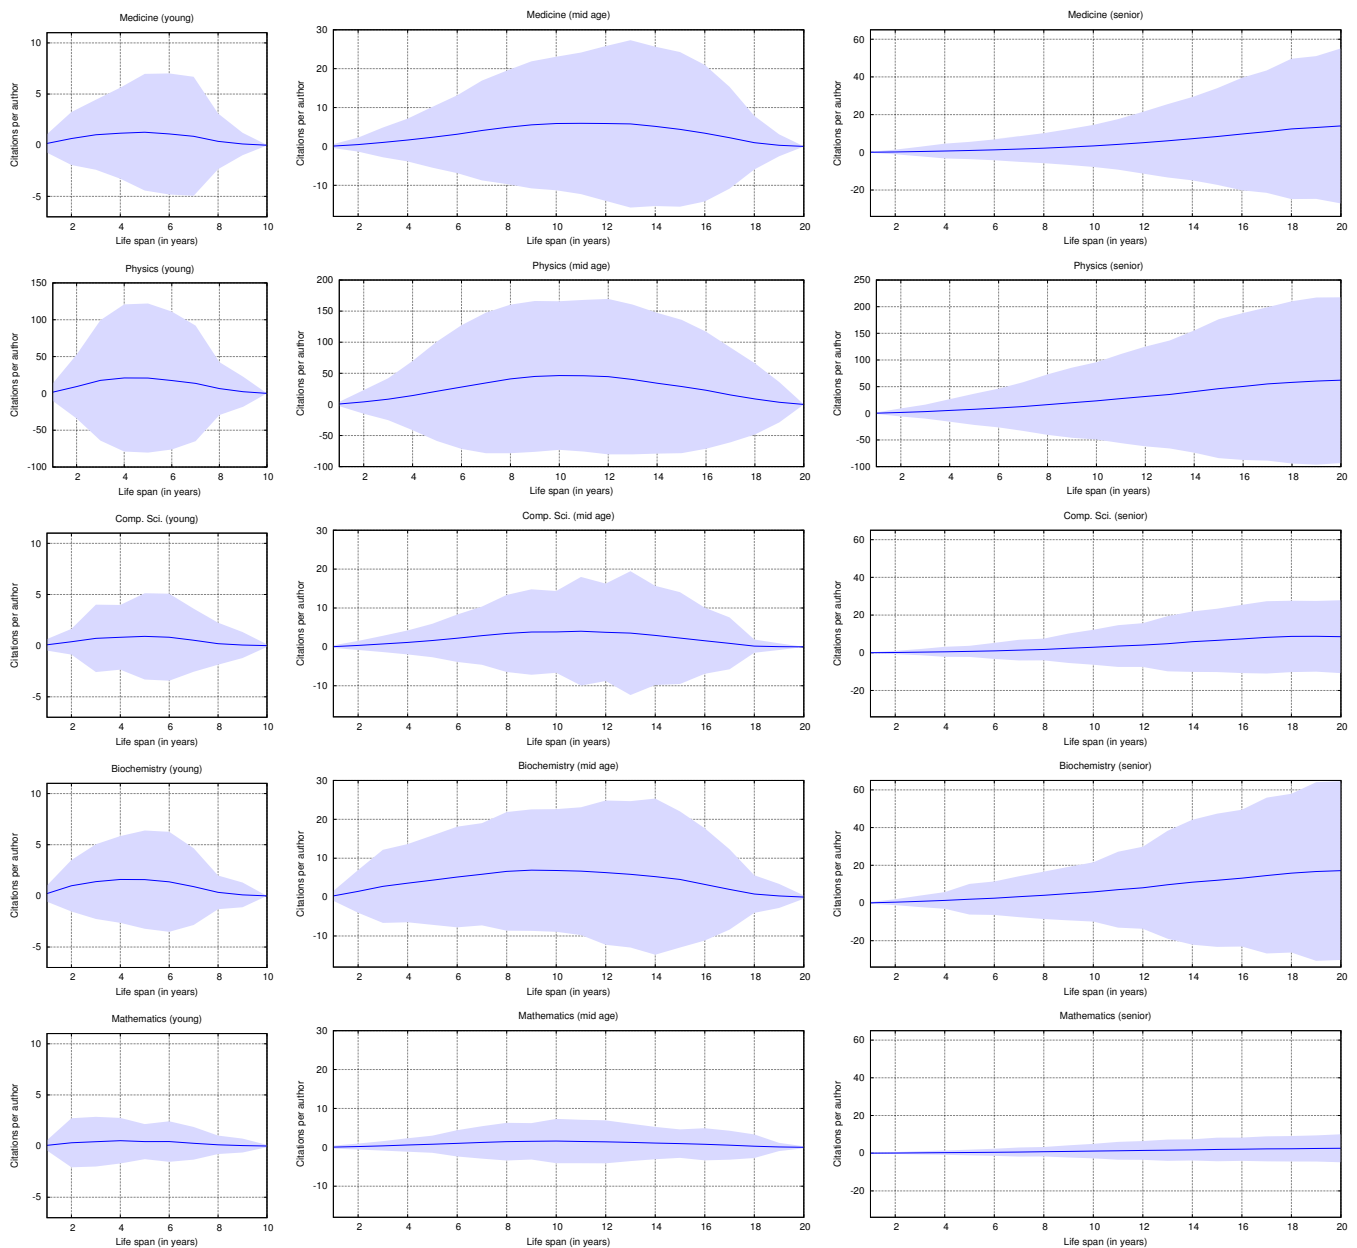 Medicine (young)
Citations per author
10
5
0
-5
2 4 6 8 10
Life span (in years)
Medicine (mid age)
Citations per author
30
20
10
0
-10
2 4 6 8 10 12 14 16 18 20
Life span (in years)
Medicine (senior)
Citations per author
60
40
20
0
-20
2 4 6 8 10 12 14 16 18 20
Life span (in years)
Physics (young)
Citations per author
150
100
50
0
-50
-100
2 4 6 8 10
Life span (in years)
Physics (mid age)
Citations per author
200
150
100
50
0
-50
-100
2 4 6 8 10 12 14 16 18 20
Life span (in years)
Physics (senior)
Citations per author
250
200
150
100
50
0
-50
-100
2 4 6 8 10 12 14 16 18 20
Life span (in years)
Comp. Sci. (young)
Citations per author
10
5
0
-5
2 4 6 8 10
Life span (in years)
Comp. Sci. (mid age)
Citations per author
30
20
10
0
-10
2 4 6 8 10 12 14 16 18 20
Life span (in years)
Comp. Sci. (senior)
Citations per author
60
40
20
0
-20
2 4 6 8 10 12 14 16 18 20
Life span (in years)
Biochemistry (young)
Citations per author
10
5
0
-5
2 4 6 8 10
Life span (in years)
Biochemistry (mid age)
Citations per author
30
20
10
0
-10
2 4 6 8 10 12 14 16 18 20
Life span (in years)
Biochemistry (senior)
Citations per author
60
40
20
0
-20
2 4 6 8 10 12 14 16 18 20
Life span (in years)
Mathematics (young)
Citations per author
10
5
0
-5
2 4 6 8 10
Life span (in years)
Mathematics (mid age)
Citations per author
30
20
10
0
-10
2 4 6 8 10 12 14 16 18 20
Life span (in years)
Mathematics (senior)
Citations per author
60
40
20
0
-20
2 4 6 8 10 12 14 16 18 20
Life span (in years)